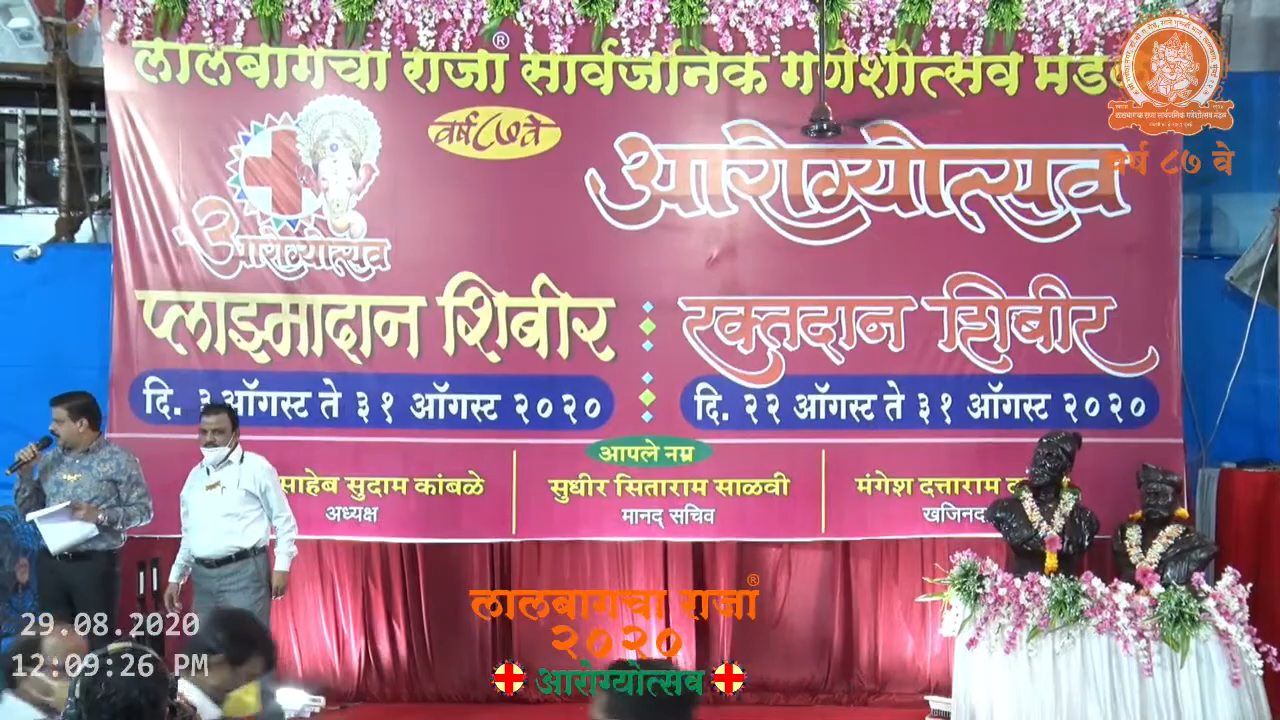 लालबागचा राजा® सार्वजनिक गणेशोत्सव मंडळ
वर्ष ८७ वे
वर्ष ८७ वे
आरोग्योत्सव
आरोग्योत्सव
प्लाझ्मादान शिबीर
रक्तदान शिबीर
दि. ३ ऑगस्ट ते ३१ ऑगस्ट २०२०
दि. २२ ऑगस्ट ते ३१ ऑगस्ट २०२०
आपले नम्र
साहेब सुदाम कांबळे
सुधीर सिताराम साळवी
मंगेश दत्ताराम
अध्यक्ष
मानद् सचिव
लालबागचा राजा®
२०२०
आरोग्योत्सव
29.08.2020
12:09:26 PM